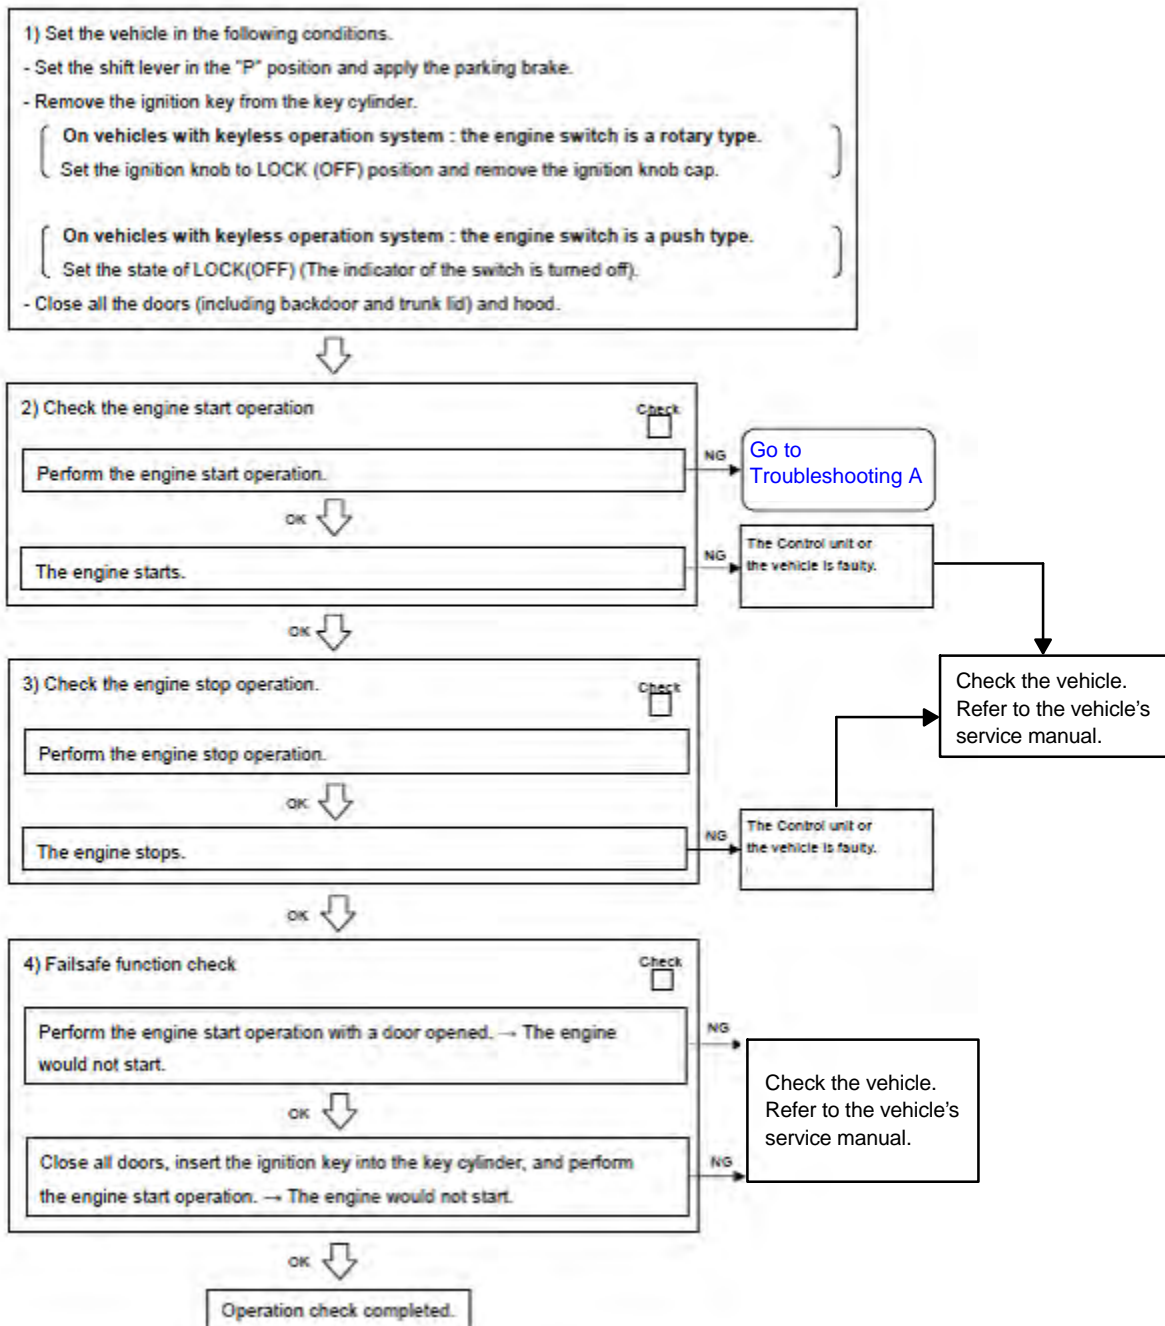 1) Set the vehicle in the following conditions.
- Set the shift lever in the "P" position and apply the parking brake.
- Remove the ignition key from the key cylinder.
On vehicles with keyless operation system : the engine switch is a rotary type.
Set the ignition knob to LOCK (OFF) position and remove the ignition knob cap.
On vehicles with keyless operation system : the engine switch is a push type.
Set the state of LOCK(OFF) (The indicator of the switch is turned off).
- Close all the doors (including backdoor and trunk lid) and hood.
2) Check the engine start operation
Check
Perform the engine start operation.
NG
Go to
Troubleshooting A
OK
The engine starts.
NG
The Control unit or
the vehicle is faulty.
OK
3) Check the engine stop operation.
Check
Check the vehicle.
Refer to the vehicle's
service manual.
Perform the engine stop operation.
OK
The engine stops.
NG
The Control unit or
the vehicle is faulty.
OK
4) Failsafe function check
Check
Perform the engine start operation with a door opened. → The engine
would not start.
NG
OK
Check the vehicle.
Refer to the vehicle's
service manual.
Close all doors, insert the ignition key into the key cylinder, and perform
the engine start operation. → The engine would not start.
NG
OK
Operation check completed.